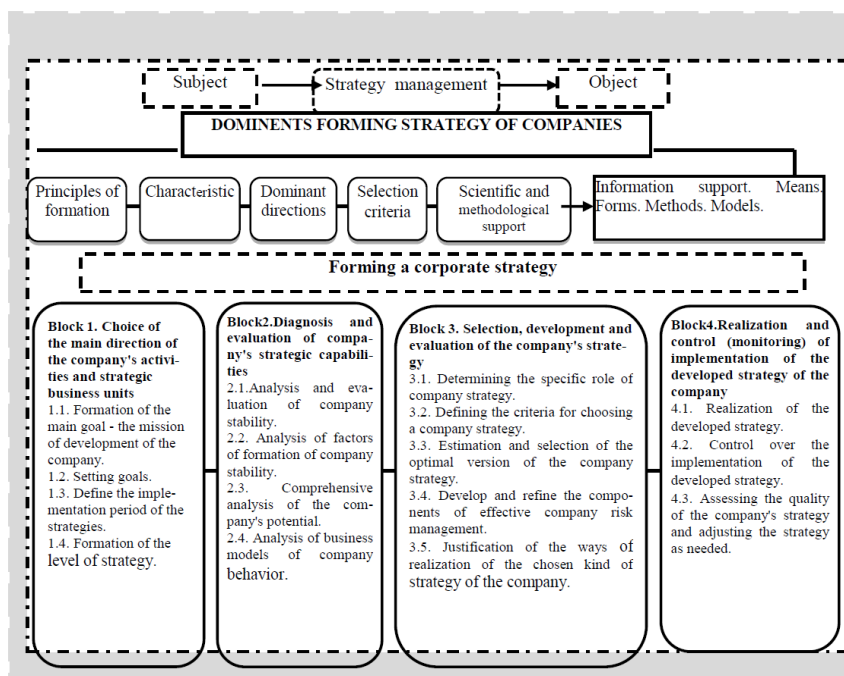 Subject
Strategy management
Object
DOMINENTS FORMING STRATEGY OF COMPANIES
Principles of
formation
Characteristic
Dominant
directions
Selection
criteria
Scientific and
methodological
support
Information support. Means.
Forms. Methods. Models.
Forming a corporate strategy
Block 1. Choice of
the main direction
of the company's activi-
ties and strategic
business units
1.1. Formation of the
main goal - the mission
of development of the
company.
1.2. Setting goals.
1.3. Define the imple-
mentation period of the
strategies.
1.4. Formation of the
level of strategy.
Block2.Diagnosis and
evaluation of compa-
ny's strategic capabili-
ties
2.1.Analysis and eva-
luation of company
stability.
2.2. Analysis of factors
of formation of company
stability.
2.3. Comprehensive
analysis of the com-
pany's potential.
2.4. Analysis of business
models of company
behavior.
Block 3. Selection, development and
evaluation of the company's strate-
gy
3.1. Determining the specific role of
company strategy.
3.2. Defining the criteria for choosing
a company strategy.
3.3. Estimation and selection of the
optimal version of the company
strategy.
3.4. Develop and refine the compo-
nents of effective company risk
management.
3.5. Justification of the ways of
realization of the chosen kind of
strategy of the company.
Block4.Realization and
control (monitoring) of
implementation of the
developed strategy of the
company
4.1. Realization of the
developed strategy.
4.2. Control over the
implementation of the
developed strategy.
4.3. Assessing the quality
of the company's strategy
and adjusting the strategy
as needed.